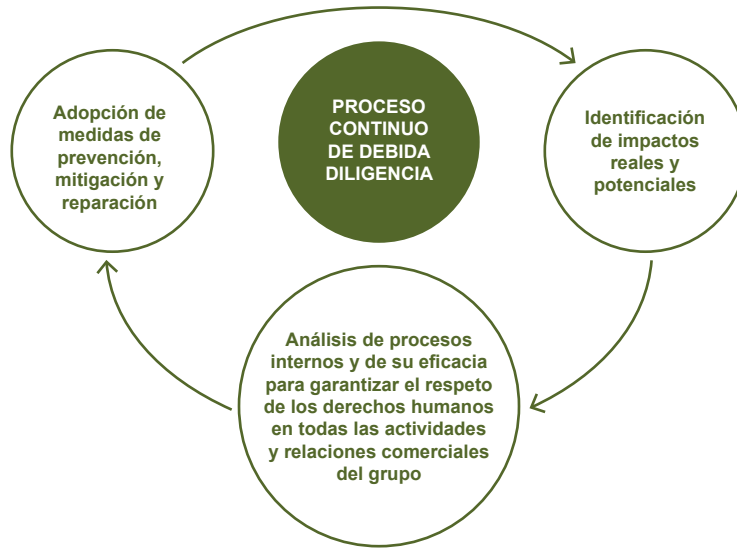 PROCESO
CONTINUO
DE DEBIDA
DILIGENCIA
Adopción de
medidas de
prevención,
mitigación y
reparación
Identificación
de impactos
reales y
potenciales
Análisis de procesos
internos y de su eficacia
para garantizar el respeto
de los derechos humanos
en todas las actividades
y relaciones comerciales
del grupo